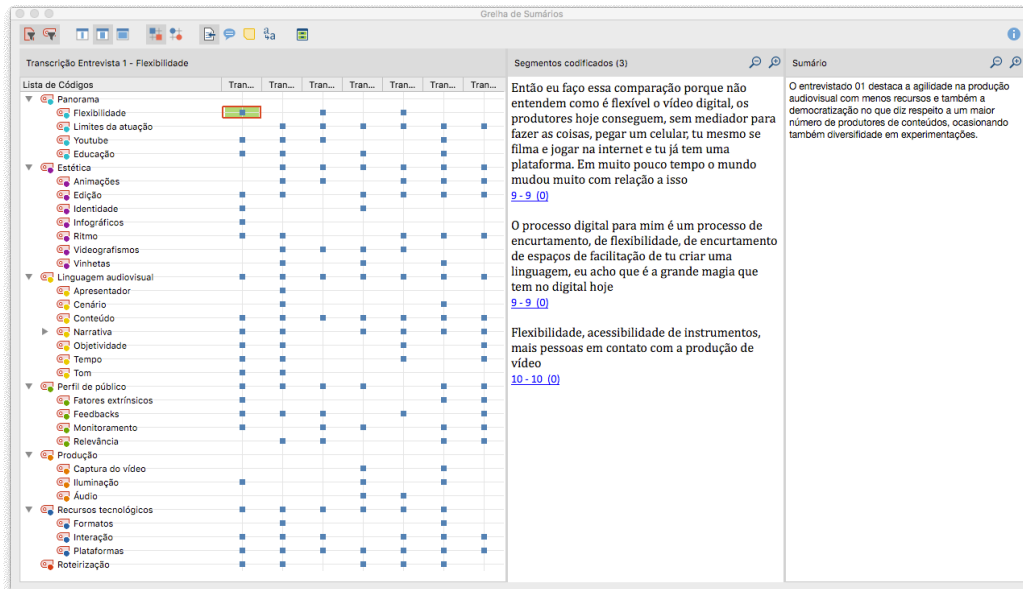 Grelha de Sumários
Transcrição Entrevista 1 - Flexibilidade
Segmentos codificados (3)
Sumário
Lista de Códigos Tran... Tran... Tran... Tran... Tran... Tran... Tran...
Panorama
Flexibilidade
Limites da atuação
Youtube
Educação
Estética
Animações
Edição
Identidade
Infográficos
Ritmo
Videografismos
Vinhetas
Linguagem audiovisual
Apresentador
Cenário
Conteúdo
Narrativa
Objetividade
Tempo
Tom
Perfil de público
Fatores extrínsicos
Feedbacks
Monitoramento
Relevância
Produção
Captura do vídeo
Iluminação
Áudio
Recursos tecnológicos
Formatos
Interação
Plataformas
Roteirização
Então eu faço essa comparação porque não
entendem como é flexível o vídeo digital, os
produtores hoje conseguem, sem mediador para
fazer as coisas, pegar um celular, tu mesmo se
filma e jogar na internet e tu já tem uma
plataforma. Em muito pouco tempo o mundo
mudou muito com relação a isso
9 - 9 (0)
O processo digital para mim é um processo de
encurtamento, de flexibilidade, de encurtamento
de espaços de facilitação de tu criar uma
linguagem, eu acho que é a grande magia que
tem no digital hoje
9 - 9 (0)
Flexibilidade, acessibilidade de instrumentos,
mais pessoas em contato com a produção de
vídeo
10 - 10 (0)
O entrevistado 01 destaca a agilidade na produção
audiovisual com menos recursos e também a
democratização no que diz respeito a um maior
número de produtores de conteúdos, ocasionando
também diversifidade em experimentações.